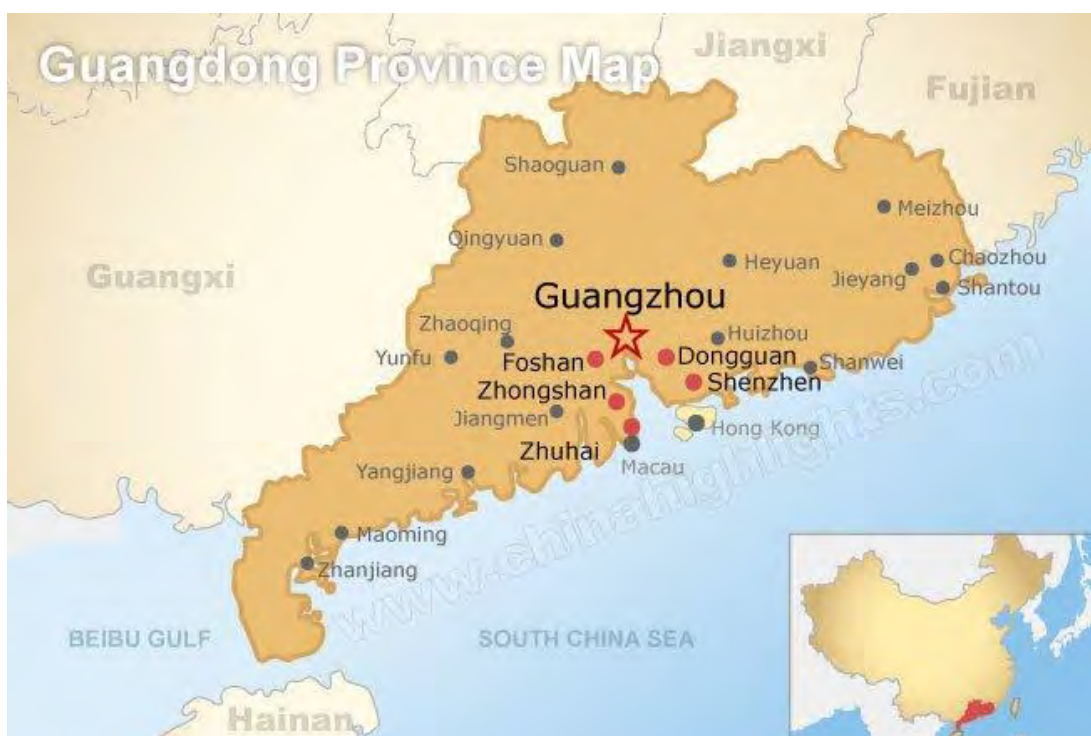 Guangdong Province Map
Jiangxi
Fujian
Shaoguan
Meizhou
Qingyuan
Heyuan
Chaozhou
Jieyang
Shantou
Guangxi
Guangzhou
Zhaoqing
Huizhou
Yunfu
Foshan
Dongguan
Shanwei
Zhongshan
Shenzhen
Jiangmen
Hong Kong
Zhuhai
Macau
Yangjiang
Maoming
Zhanjiang
www.chinahighlights.com
BEIBU GULF
SOUTH CHINA SEA
Hainan